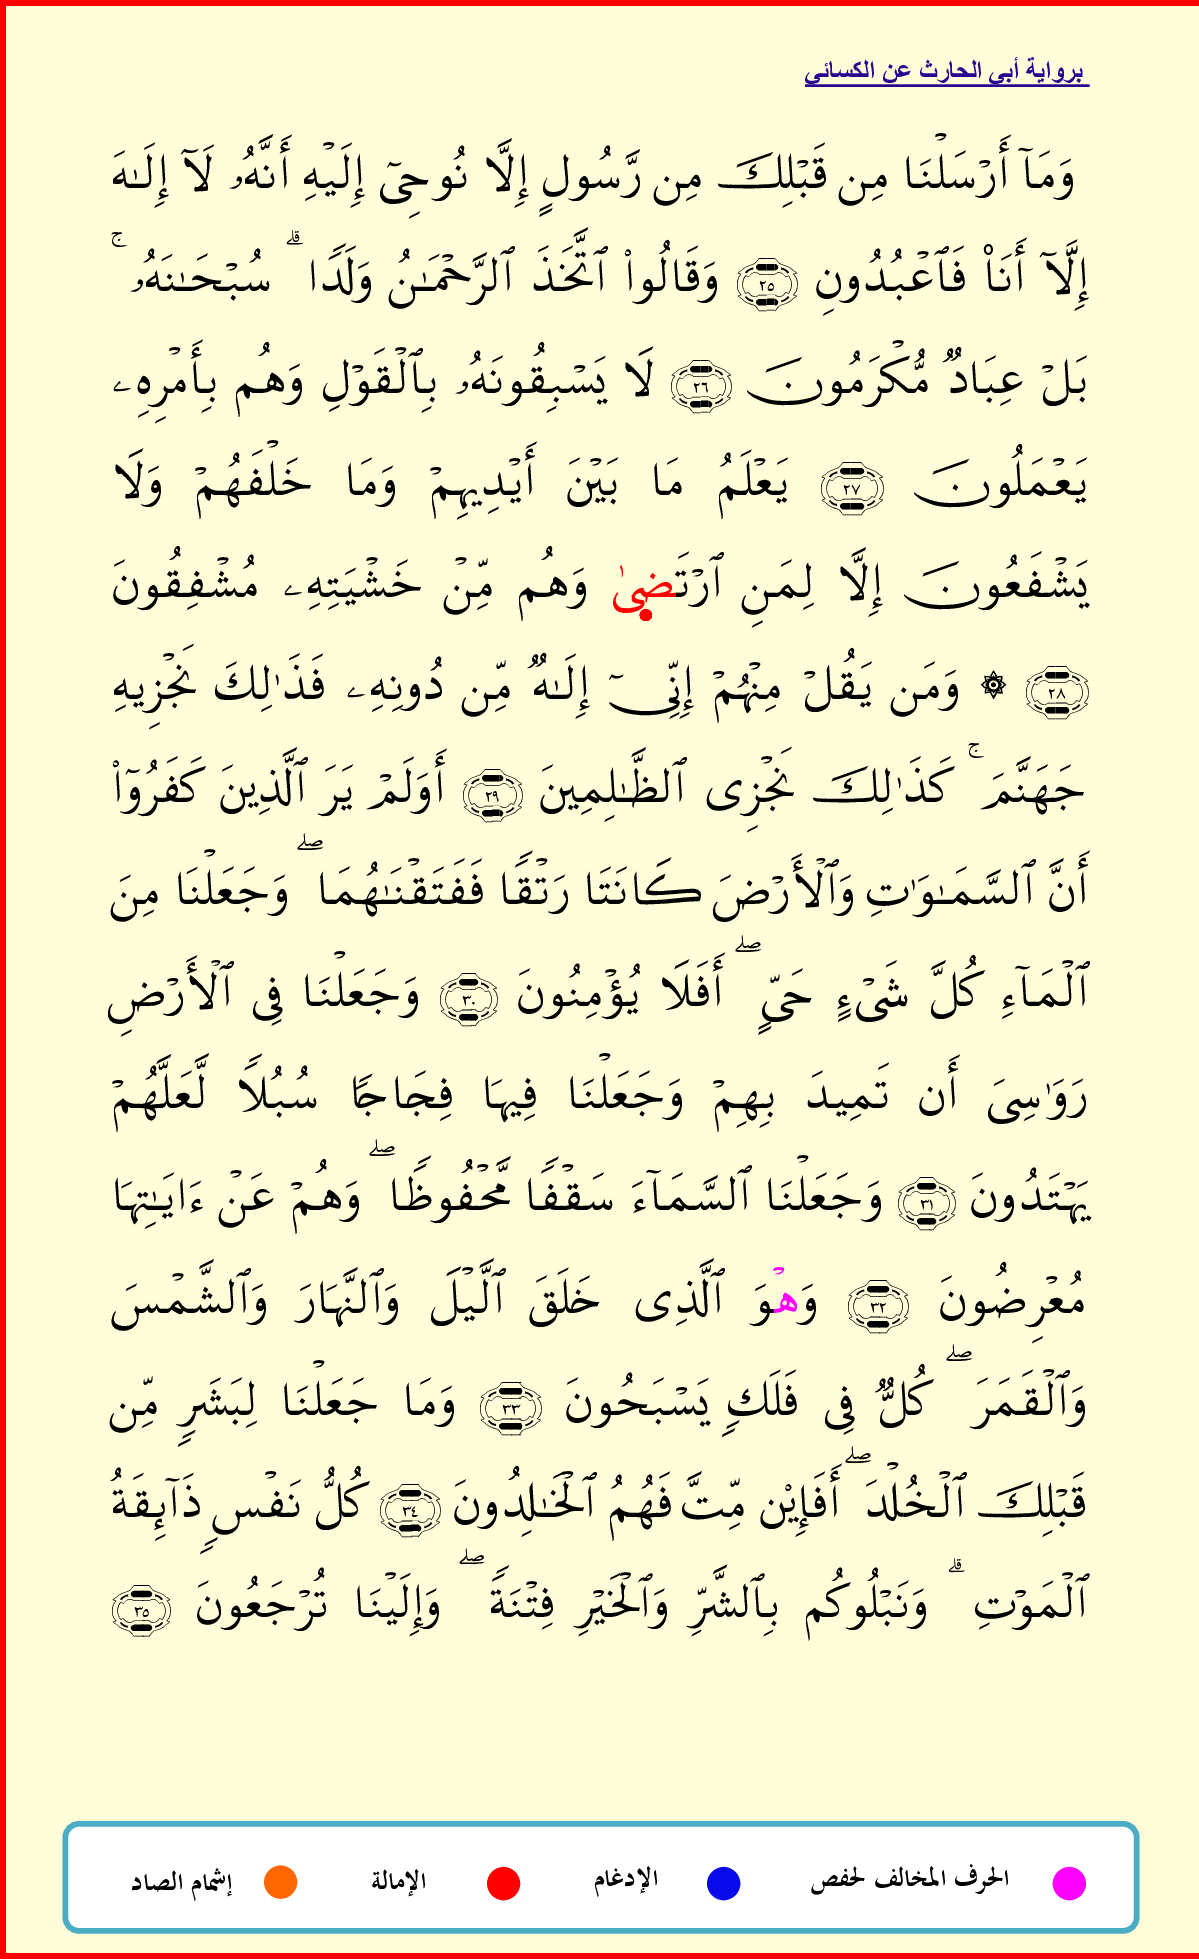 برواية أبي الحارث عن الكسائي
وَمَآ أَرۡسَلۡنَا مِن قَبۡلِكَ مِن رَّسُولٍ إِلَّا نُوحِيٓ إِلَيۡهِ أَنَّهُۥ لَآ إِلَٰهَ
إِلَّآ أَنَا۠ فَٱعۡبُدُونِ ٢٥ وَقَالُواْ ٱتَّخَذَ ٱلرَّحۡمَٰنُ وَلَدٗاۗ سُبۡحَٰنَهُۥۚ
بَلۡ عِبَادٞ مُّكۡرَمُونَ ٢٦ لَا يَسۡبِقُونَهُۥ بِٱلۡقَوۡلِ وَهُم بِأَمۡرِهِۦ
يَعۡمَلُونَ ٢٧ يَعۡلَمُ مَا بَيۡنَ أَيۡدِيهِمۡ وَمَا خَلۡفَهُمۡ وَلَا
يَشۡفَعُونَ إِلَّا لِمَنِ ٱرۡتَضىٰ وَهُم مِّنۡ خَشۡيَتِهِۦ مُشۡفِقُونَ
٢٨ ۞ وَمَن يَقُلۡ مِنۡهُمۡ إِنِّيٓ إِلَٰهٞ مِّن دُونِهِۦ فَذَٰلِكَ نَجۡزِيهِ
جَهَنَّمَۚ كَذَٰلِكَ نَجۡزِي ٱلظَّٰلِمِينَ ٢٩ أَوَلَمۡ يَرَ ٱلَّذِينَ كَفَرُوٓاْ
أَنَّ ٱلسَّمَٰوَٰتِ وَٱلۡأَرۡضَ كَانَتَا رَتۡقٗا فَفَتَقۡنَٰهُمَاۖ وَجَعَلۡنَا مِنَ
ٱلۡمَآءِ كُلَّ شَيۡءٍ حَيٍّۖ أَفَلَا يُؤۡمِنُونَ ٣٠ وَجَعَلۡنَا فِي ٱلۡأَرۡضِ
رَوَٰسِيَ أَن تَمِيدَ بِهِمۡ وَجَعَلۡنَا فِيهَا فِجَاجٗا سُبُلٗا لَّعَلَّهُمۡ
يَهۡتَدُونَ ٣١ وَجَعَلۡنَا ٱلسَّمَآءَ سَقۡفٗا مَّحۡفُوظٗاۖ وَهُمۡ عَنۡ ءَايَٰتِهَا
مُعۡرِضُونَ ٣٢ وَهۡوَ ٱلَّذِي خَلَقَ ٱلَّيۡلَ وَٱلنَّهَارَ وَٱلشَّمۡسَ
وَٱلۡقَمَرَۖ كُلّٞ فِي فَلَكٖ يَسۡبَحُونَ ٣٣ وَمَا جَعَلۡنَا لِبَشَرٖ مِّن
قَبۡلِكَ ٱلۡخُلۡدَۖ أَفَإِيْن مِّتَّ فَهُمُ ٱلۡخَٰلِدُونَ ٣٤ كُلُّ نَفۡسٖ ذَآئِقَةُ
ٱلۡمَوۡتِۗ وَنَبۡلُوكُم بِٱلشَّرِّ وَٱلۡخَيۡرِ فِتۡنَةٗۖ وَإِلَيۡنَا تُرۡجَعُونَ ٣٥
الحرف المخالف لحفص الإدغام الإمالة إشمام الصاد